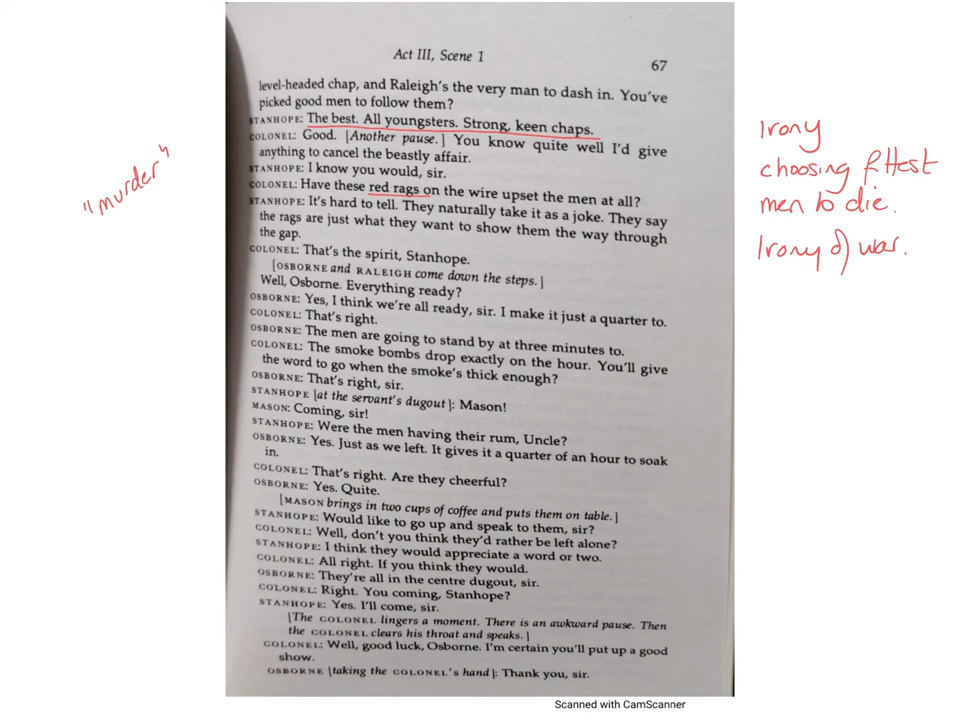 Act III, Scene 1
67
level-headed chap, and Raleigh's the very man to dash in. You've
picked good men to follow them?
STANHOPE: The best. All youngsters. Strong, keen chaps.
COLONEL: Good. [Another pause.] You know quite well I'd give
anything to cancel the beastly affair.
STANHOPE: I know you would, sir.
COLONEL: Have these red rags on the wire upset the men at all?
STANHOPE: It's hard to tell. They naturally take it as a joke. They say
the rags are just what they want to show them the way through
the gap.
COLONEL: That's the spirit, Stanhope.
[OSBORNE and RALEIGH come down the steps.]
Well, Osborne. Everything ready?
OSBORNE: Yes, I think we're all ready, sir. I make it just a quarter to.
COLONEL: That's right.
OSBORNE: The men are going to stand by at three minutes to.
COLONEL: The smoke bombs drop exactly on the hour. You'll give
the word to go when the smoke's thick enough?
OSBORNE: That's right, sir.
STANHOPE [at the servant's dugout]: Mason!
MASON: Coming, sir!
STANHOPE: Were the men having their rum, Uncle?
OSBORNE: Yes. Just as we left. It gives it a quarter of an hour to soak
in.
COLONEL: That's right. Are they cheerful?
OSBORNE: Yes. Quite.
[MASON brings in two cups of coffee and puts them on table.]
STANHOPE: Would like to go up and speak to them, sir?
COLONEL: Well, don't you think they'd rather be left alone?
STANHOPE: I think they would appreciate a word or two.
COLONEL: All right. If you think they would.
OSBORNE: They're all in the centre dugout, sir.
COLONEL: Right. You coming, Stanhope?
STANHOPE: Yes. I'll come, sir.
[The COLONEL lingers a moment. There is an awkward pause. Then
the COLONEL clears his throat and speaks.]
COLONEL: Well, good luck, Osborne. I'm certain you'll put up a good
show.
OSBORNE [taking the COLONEL'S hand]: Thank you, sir.
"murder"
Irony
choosing fittest
men to die.
Irony of war.
Scanned with CamScanner